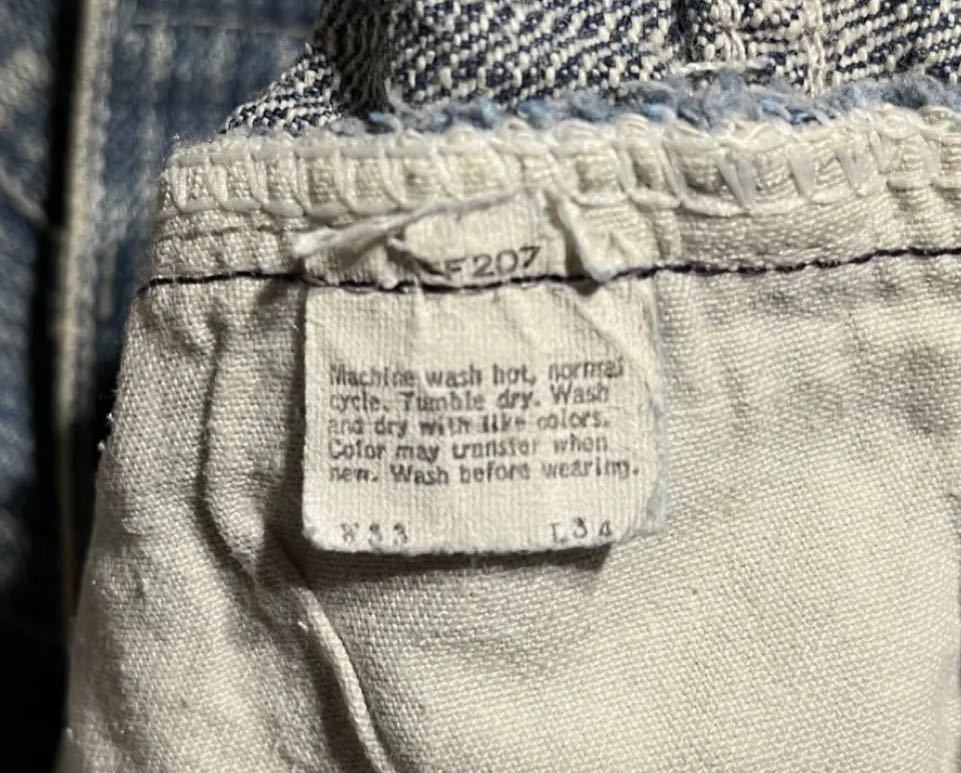 F207
Machine wash hot, normal
cycle. Tumble dry. Wash
and dry with like colors.
Color may transfer when
new. Wash before wearing.
W33 L34